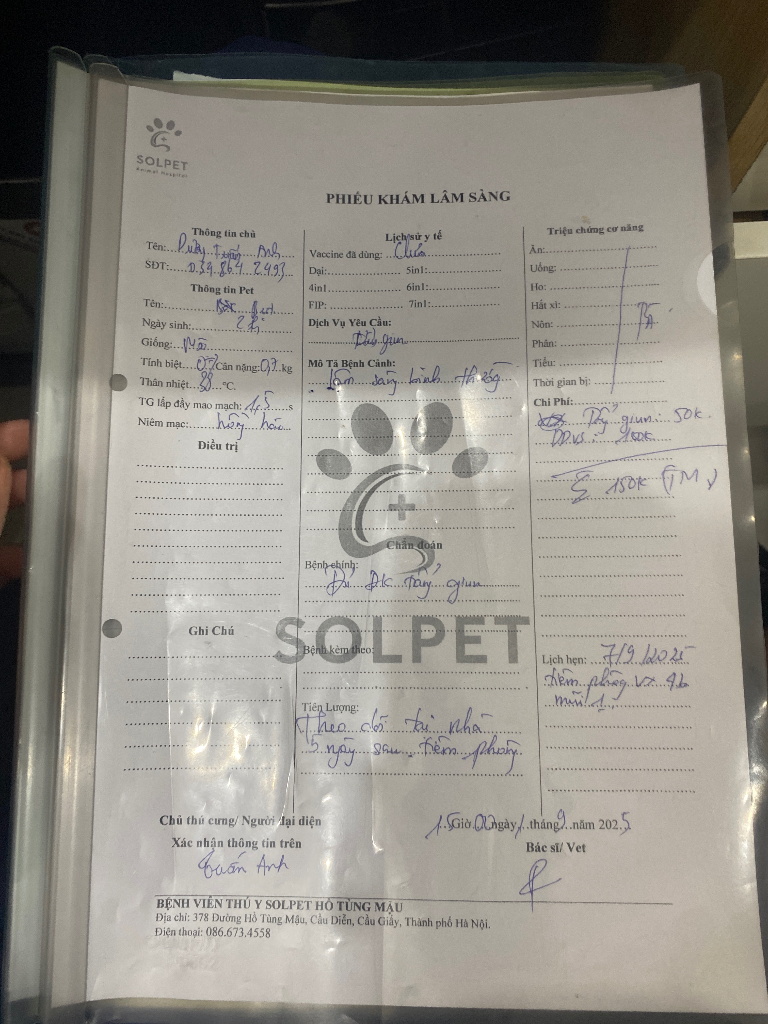 SOLPET
Animal Hospital
PHIẾU KHÁM LÂM SÀNG
Thông tin chủ
Tên: Anh
SĐT: 039.864.2493
Thông tin Pet
Tên:
Ngày sinh:
Giống:
Tính biệt: Cân nặng: 0,7 kg
Thân nhiệt: 38 °C.
TG lấp đầy mao mạch: 1,5 s
Niêm mạc: hồng hào
Điều trị
Ghi Chú
Lịch sử y tế
Vaccine đã dùng: Chưa
Dại: 5in1:
4in1 6in1:
FIP: 7in1:
Dịch Vụ Yêu Cầu:
Tẩy giun
Mô Tả Bệnh Cảnh:
Lâm sàng bình thường
Chẩn đoán
Bệnh chính:
Đủ ĐK tẩy giun
SOLPET
Bệnh kèm theo:
Tiên Lượng:
Theo dõi tại nhà
5 ngày sau tiêm phòng
Triệu chứng cơ năng
Ăn:
Uống:
Ho:
Hắt xì:
Nôn:
Phân:
Tiểu:
Thời gian bị:
Chi Phí:
Tẩy giun: 50k
DDVS: 100k
Σ 150k (TM)
Lịch hẹn: 7/9/2025
tiêm phòng vx 4b
mũi 1
Chủ thú cưng/ Người đại diện
Xác nhận thông tin trên
Tuấn Anh
15 Giờ 00 ngày 1 tháng 9 năm 2025
Bác sĩ/ Vet
BỆNH VIỆN THÚ Y SOLPET HỒ TÙNG MẬU
Địa chỉ: 378 Đường Hồ Tùng Mậu, Cầu Diễn, Cầu Giấy, Thành phố Hà Nội.
Điện thoại: 086.673.4558